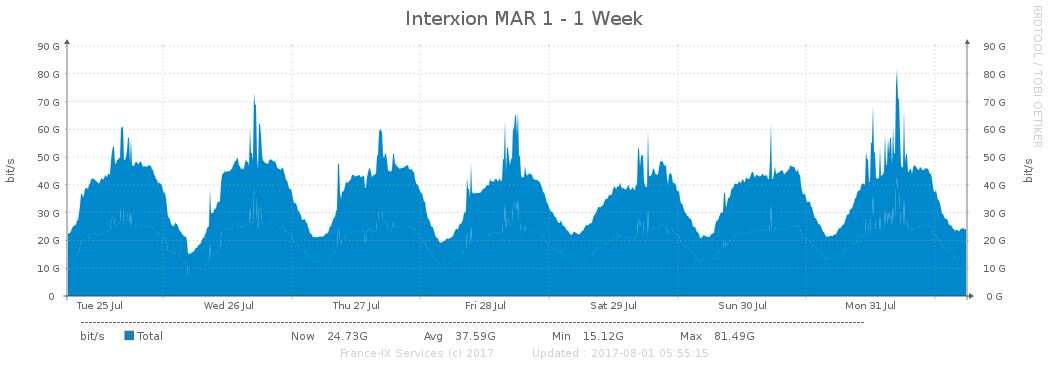 Interxion MAR 1 - 1 Week
RRDTOOL / TOBI OETIKER
90 G 90 G
80 G 80 G
70 G 70 G
60 G 60 G
50 G 50 G
40 G 40 G
30 G 30 G
20 G 20 G
10 G 10 G
0 0 G
bit/s bit/s
Tue 25 Jul Wed 26 Jul Thu 27 Jul Fri 28 Jul Sat 29 Jul Sun 30 Jul Mon 31 Jul
bit/s Total Now 24.73G Avg 37.59G Min 15.12G Max 81.49G
France-IX Services (c) 2017 Updated : 2017-08-01 05:55:15